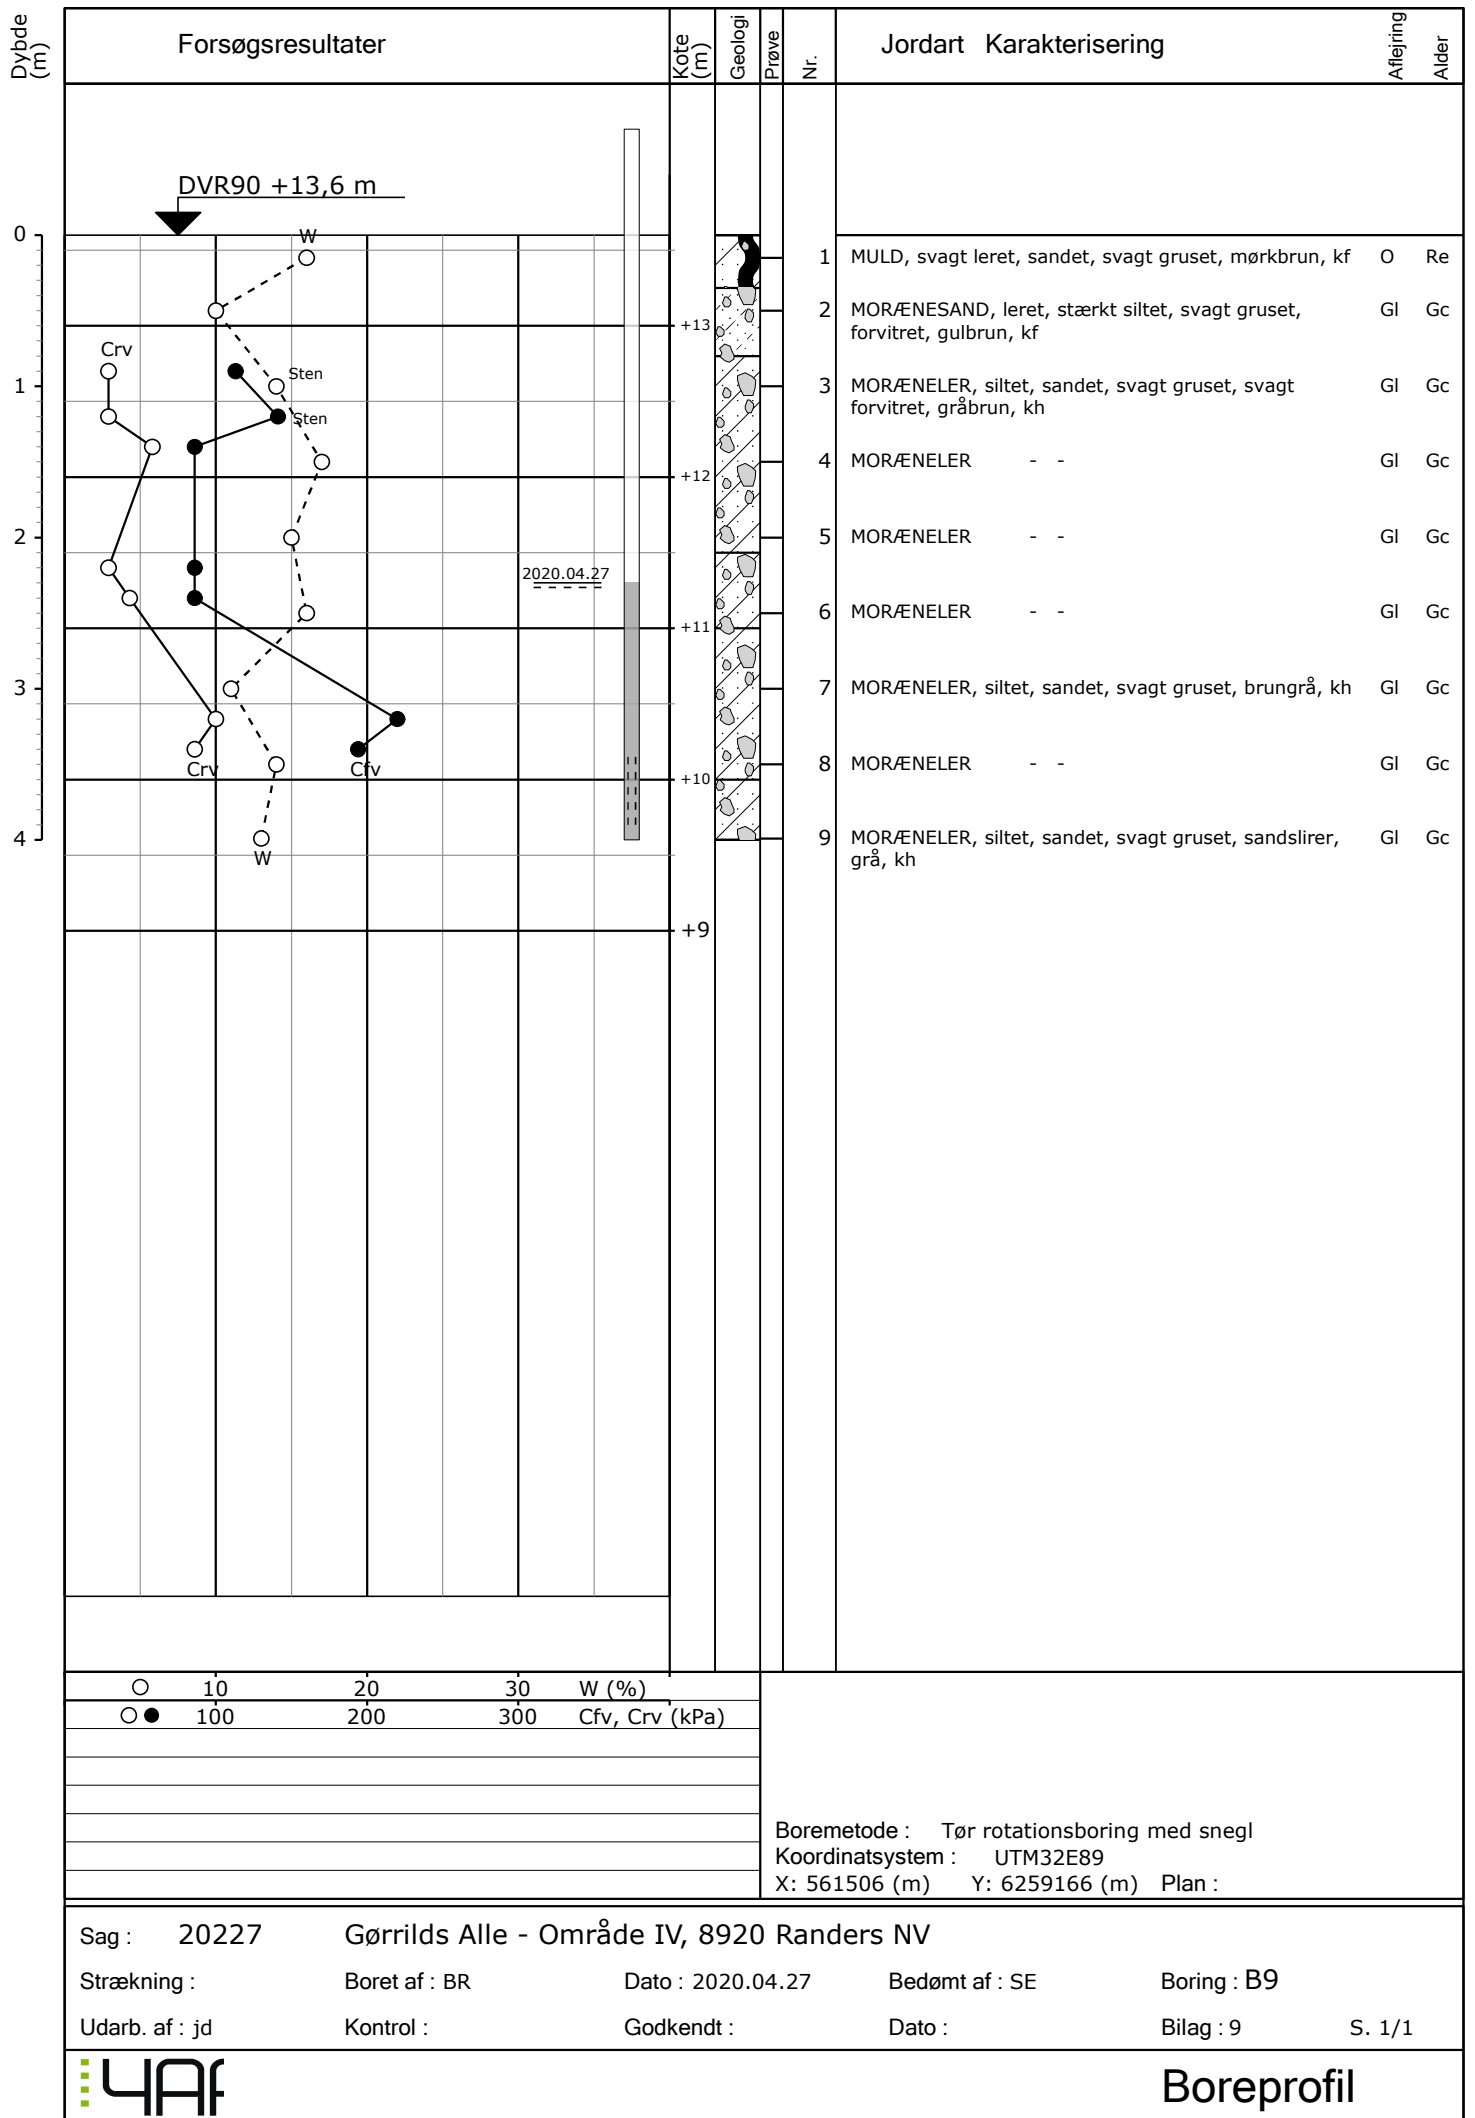 Dybde (m)
Forsøgsresultater
Kote (m)
Geologi
Prøve
Nr.
Jordart Karakterisering
Aflejring
Alder
DVR90 +13,6 m
0
W
1 MULD, svagt leret, sandet, svagt gruset, mørkbrun, kf O Re
2 MORÆNESAND, leret, stærkt siltet, svagt gruset, Gl Gc
forvitret, gulbrun, kf
+13
Crv
Sten
1
3 MORÆNELER, siltet, sandet, svagt gruset, svagt Gl Gc
forvitret, gråbrun, kh
Sten
4 MORÆNELER - - Gl Gc
+12
2
5 MORÆNELER - - Gl Gc
2020.04.27
6 MORÆNELER - - Gl Gc
+11
3
7 MORÆNELER, siltet, sandet, svagt gruset, brungrå, kh Gl Gc
Crv
Cfv
8 MORÆNELER - - Gl Gc
+10
4
9 MORÆNELER, siltet, sandet, svagt gruset, sandslirer, Gl Gc
grå, kh
W
+9
10 20 30 W (%)
100 200 300 Cfv, Crv (kPa)
Boremetode : Tør rotationsboring med snegl
Koordinatsystem : UTM32E89
X: 561506 (m) Y: 6259166 (m) Plan :
Sag : 20227 Gørrilds Alle - Område IV, 8920 Randers NV
Strækning : Boret af : BR Dato : 2020.04.27 Bedømt af : SE Boring : B9
Udarb. af : jd Kontrol : Godkendt : Dato : Bilag : 9 S. 1/1
Boreprofil